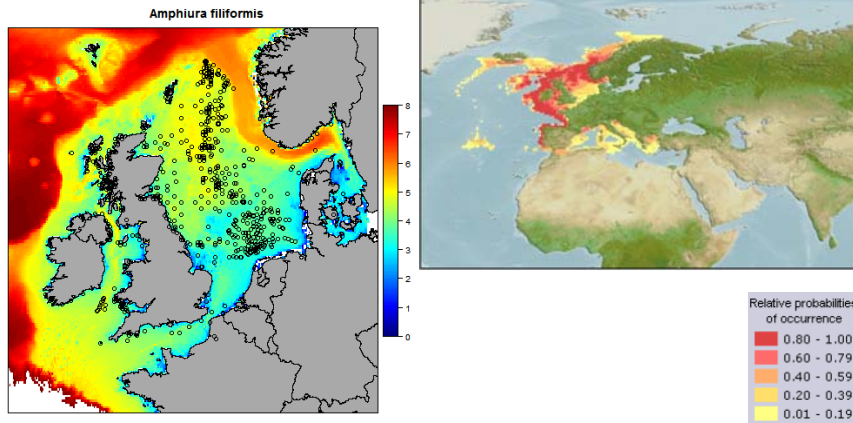 Amphiura filiformis
8
7
6
5
4
3
2
1
0
Relative probabilities
of occurrence
0.80 - 1.00
0.60 - 0.79
0.40 - 0.59
0.20 - 0.39
0.01 - 0.19